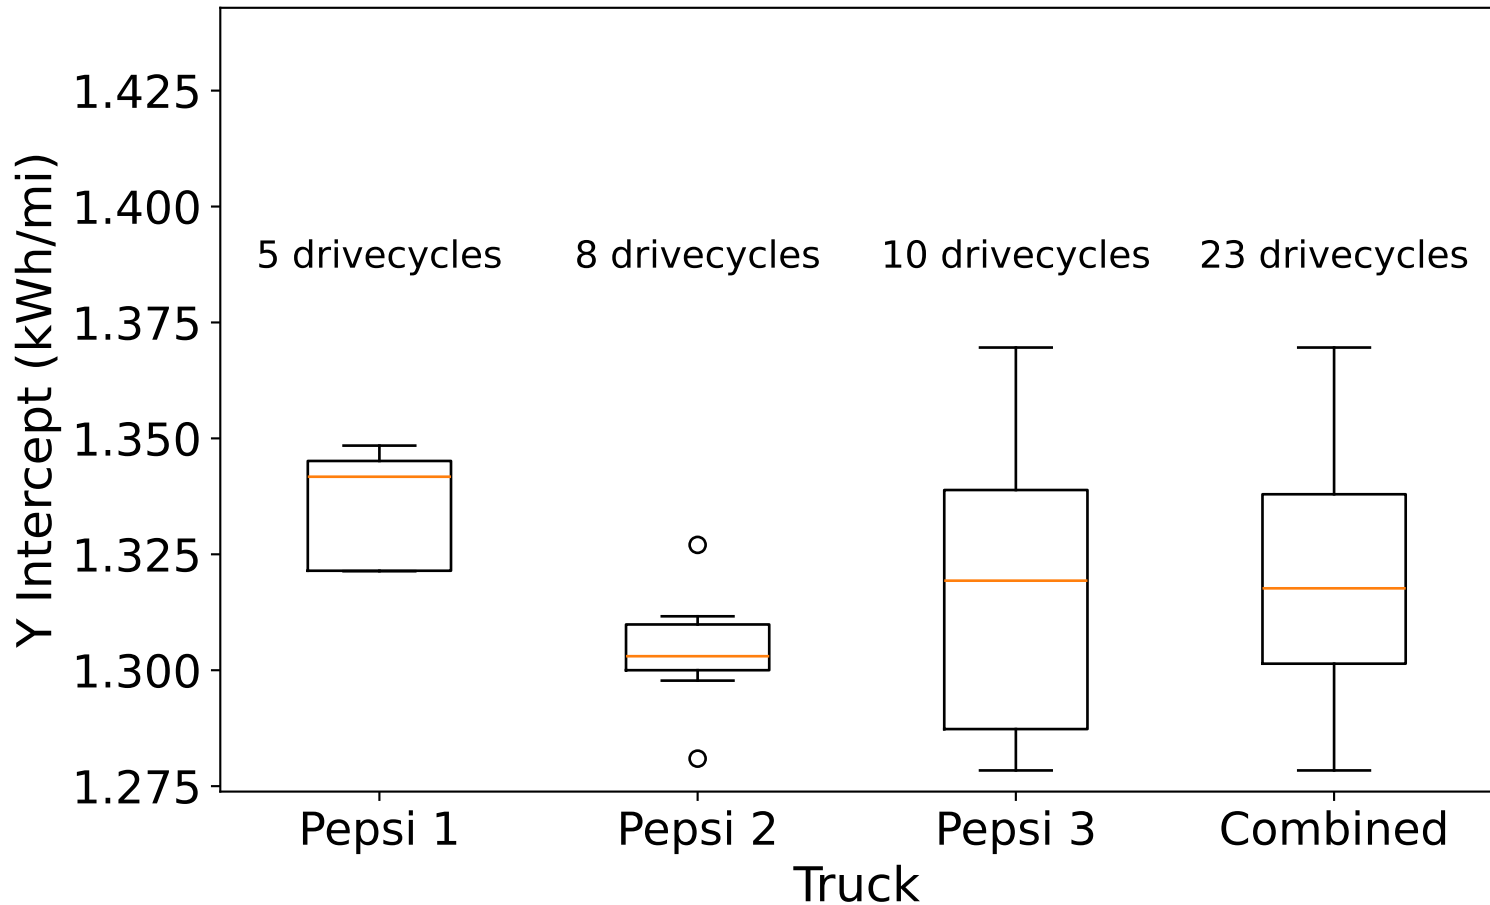 Y Intercept (kWh/mi)
1.425
1.400
1.375
1.350
1.325
1.300
1.275
5 drivecycles
8 drivecycles
10 drivecycles
23 drivecycles
Pepsi 1
Pepsi 2
Pepsi 3
Combined
Truck